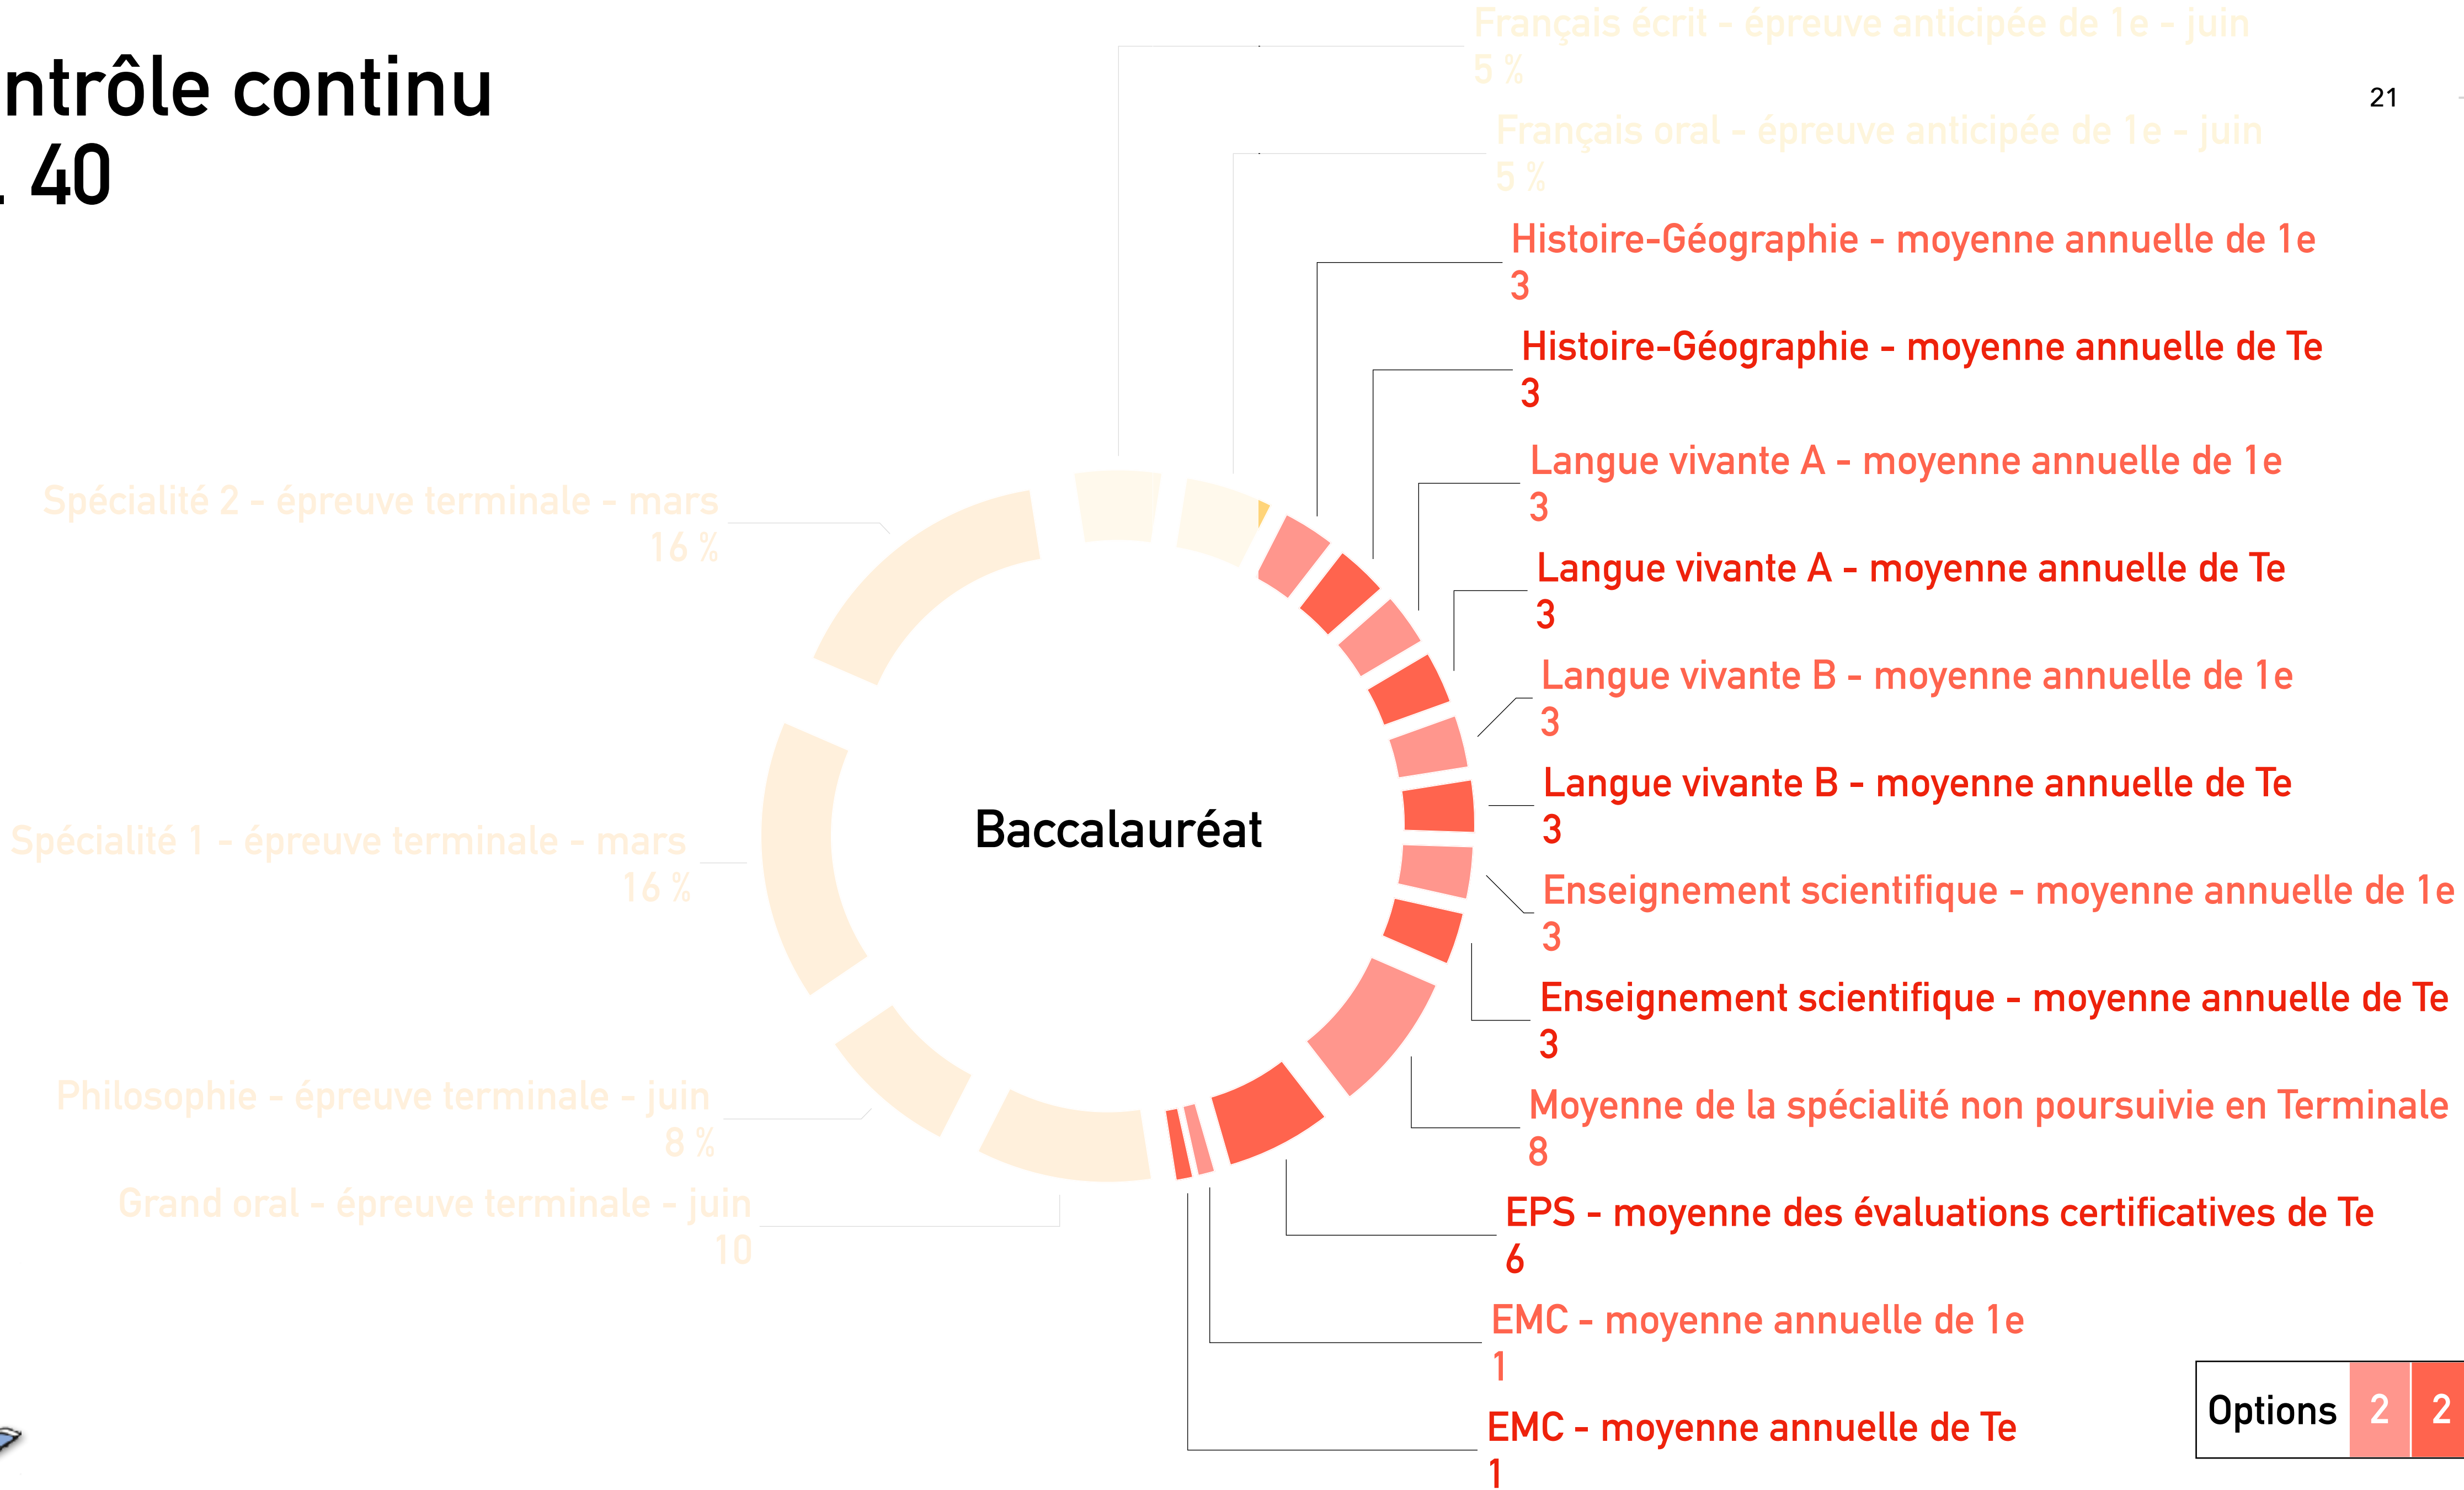 ntrôle continu
. 40
21
Français écrit - épreuve anticipée de 1e - juin
5 %
Français oral - épreuve anticipée de 1e - juin
5 %
Histoire-Géographie - moyenne annuelle de 1e
3
Histoire-Géographie - moyenne annuelle de Te
3
Langue vivante A - moyenne annuelle de 1e
3
Langue vivante A - moyenne annuelle de Te
3
Langue vivante B - moyenne annuelle de 1e
3
Langue vivante B - moyenne annuelle de Te
3
Enseignement scientifique - moyenne annuelle de 1e
3
Enseignement scientifique - moyenne annuelle de Te
3
Moyenne de la spécialité non poursuivie en Terminale
8
EPS - moyenne des évaluations certificatives de Te
6
EMC - moyenne annuelle de 1e
1
EMC - moyenne annuelle de Te
1
Spécialité 2 - épreuve terminale - mars
16 %
Spécialité 1 - épreuve terminale - mars
16 %
Philosophie - épreuve terminale - juin
8 %
Grand oral - épreuve terminale - juin
10
Baccalauréat
Options 2 2